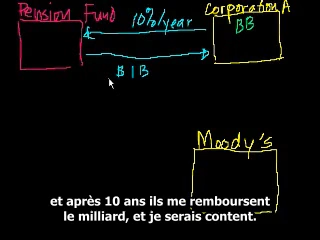 Pension Fund
10%/year
Corporation A
BB
B 1B
Moody's
et après 10 ans ils me remboursent
le milliard, et je serais content.